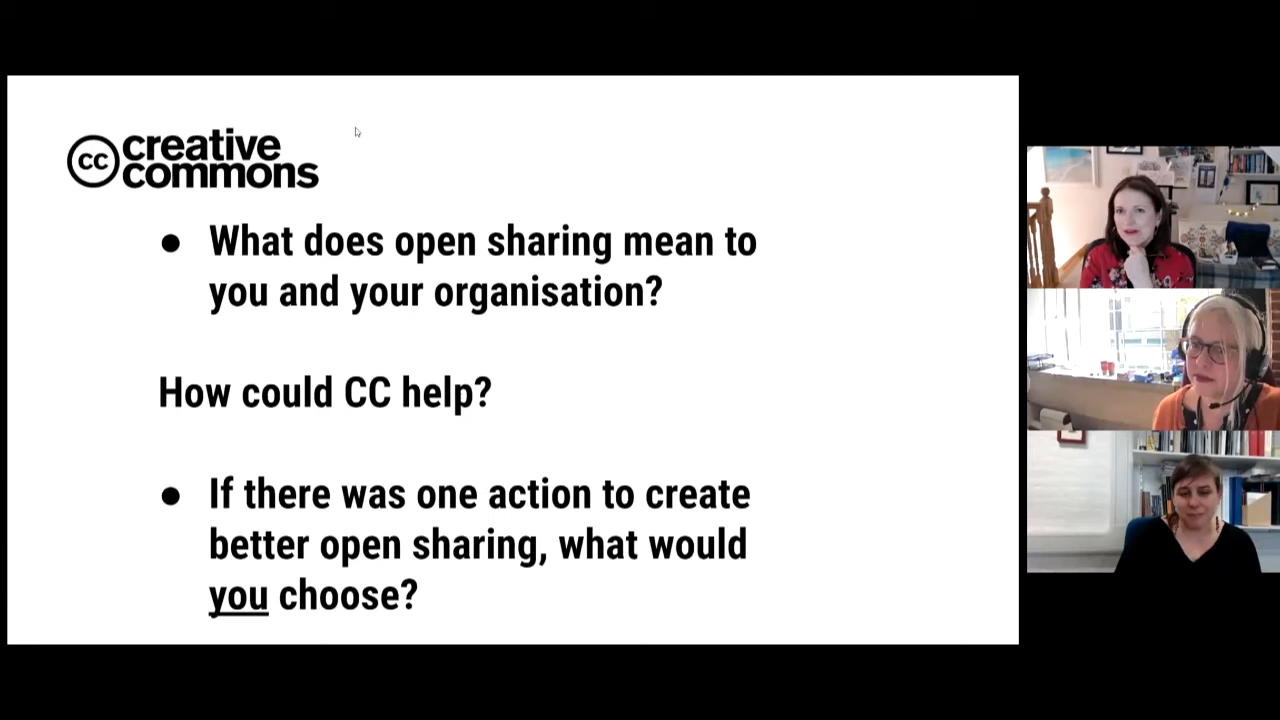 cc creative
commons
● What does open sharing mean to
you and your organisation?
How could CC help?
● If there was one action to create
better open sharing, what would
you choose?